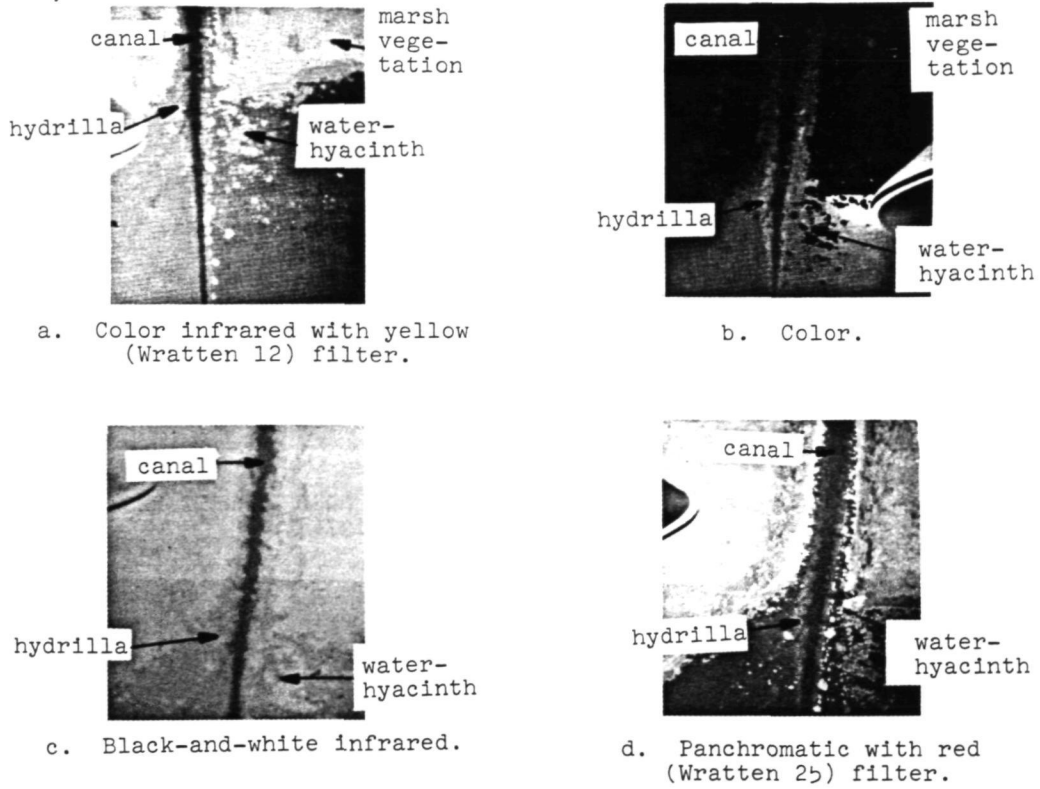 canal
marsh
vege-
tation
hydrilla
water-
hyacinth
a. Color infrared with yellow
(Wratten 12) filter.
canal
marsh
vege-
tation
hydrilla
water-
hyacinth
b. Color.
canal
hydrilla
water-
hyacinth
c. Black-and-white infrared.
canal
hydrilla
water-
hyacinth
d. Panchromatic with red
(Wratten 25) filter.